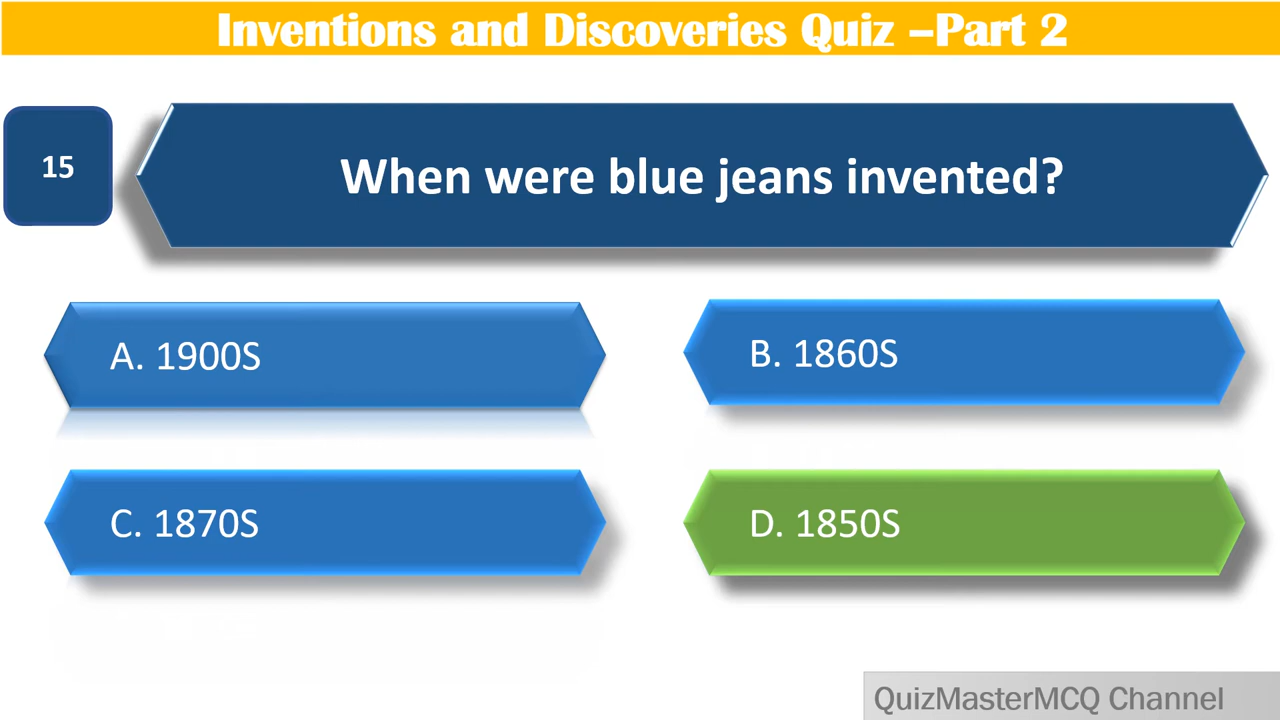 Inventions and Discoveries Quiz –Part 2
15
When were blue jeans invented?
A. 1900S
B. 1860S
C. 1870S
D. 1850S
QuizMasterMCQ Channel